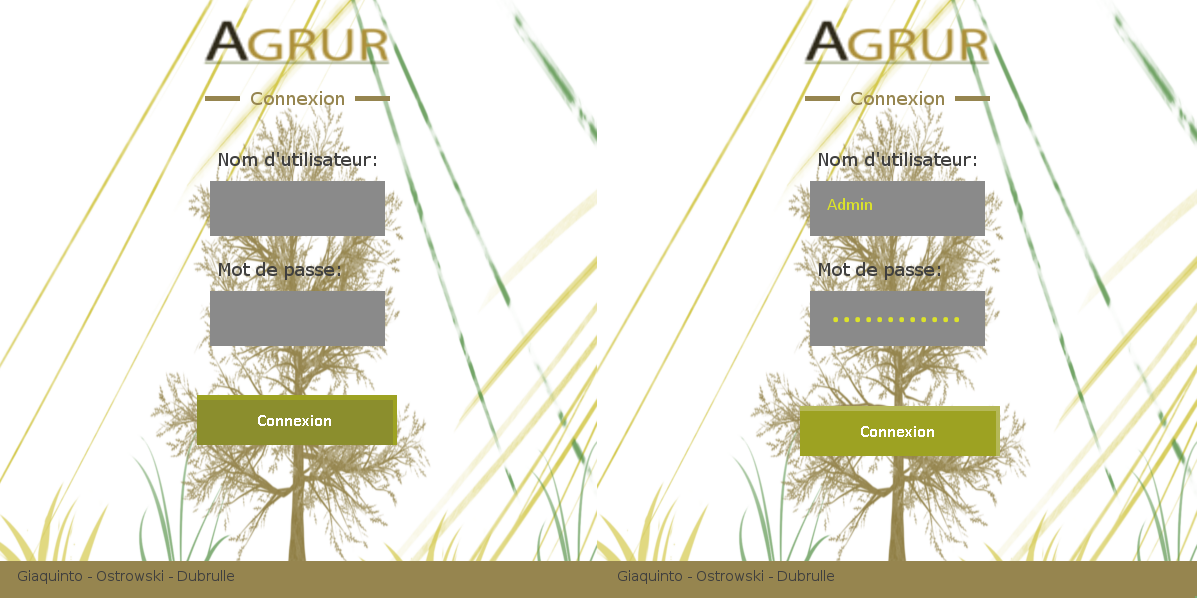 AGRUR
Connexion
Nom d'utilisateur:
Mot de passe:
Connexion
Giaquinto - Ostrowski - Dubrulle
AGRUR
Connexion
Nom d'utilisateur:
Admin
Mot de passe:
Connexion
Giaquinto - Ostrowski - Dubrulle